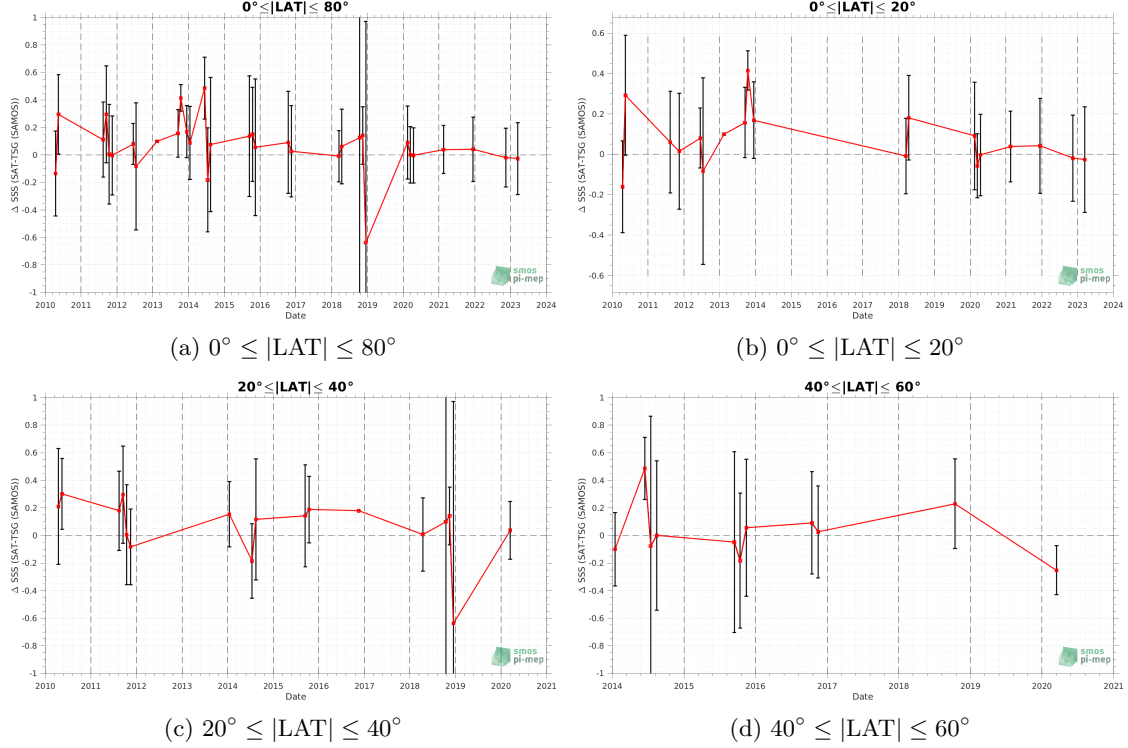 0°≤|LAT|≤ 80°
1
0.8
0.6
0.4
0.2
0
-0.2
-0.4
-0.6
-0.8
-1
Δ SSS (SAT-TSG (SAMOS))
2010 2011 2012 2013 2014 2015 2016 2017 2018 2019 2020 2021 2022 2023 2024
Date
smos
pi-mep
(a) 0° ≤ |LAT| ≤ 80°
0°≤|LAT|≤ 20°
0.6
0.4
0.2
0
-0.2
-0.4
-0.6
Δ SSS (SAT-TSG (SAMOS))
2010 2011 2012 2013 2014 2015 2016 2017 2018 2019 2020 2021 2022 2023 2024
Date
smos
pi-mep
(b) 0° ≤ |LAT| ≤ 20°
20°≤|LAT|≤ 40°
1
0.8
0.6
0.4
0.2
0
-0.2
-0.4
-0.6
-0.8
-1
Δ SSS (SAT-TSG (SAMOS))
2010 2011 2012 2013 2014 2015 2016 2017 2018 2019 2020 2021
Date
smos
pi-mep
(c) 20° ≤ |LAT| ≤ 40°
40°≤|LAT|≤ 60°
1
0.8
0.6
0.4
0.2
0
-0.2
-0.4
-0.6
-0.8
-1
Δ SSS (SAT-TSG (SAMOS))
2014 2015 2016 2017 2018 2019 2020 2021
Date
smos
pi-mep
(d) 40° ≤ |LAT| ≤ 60°